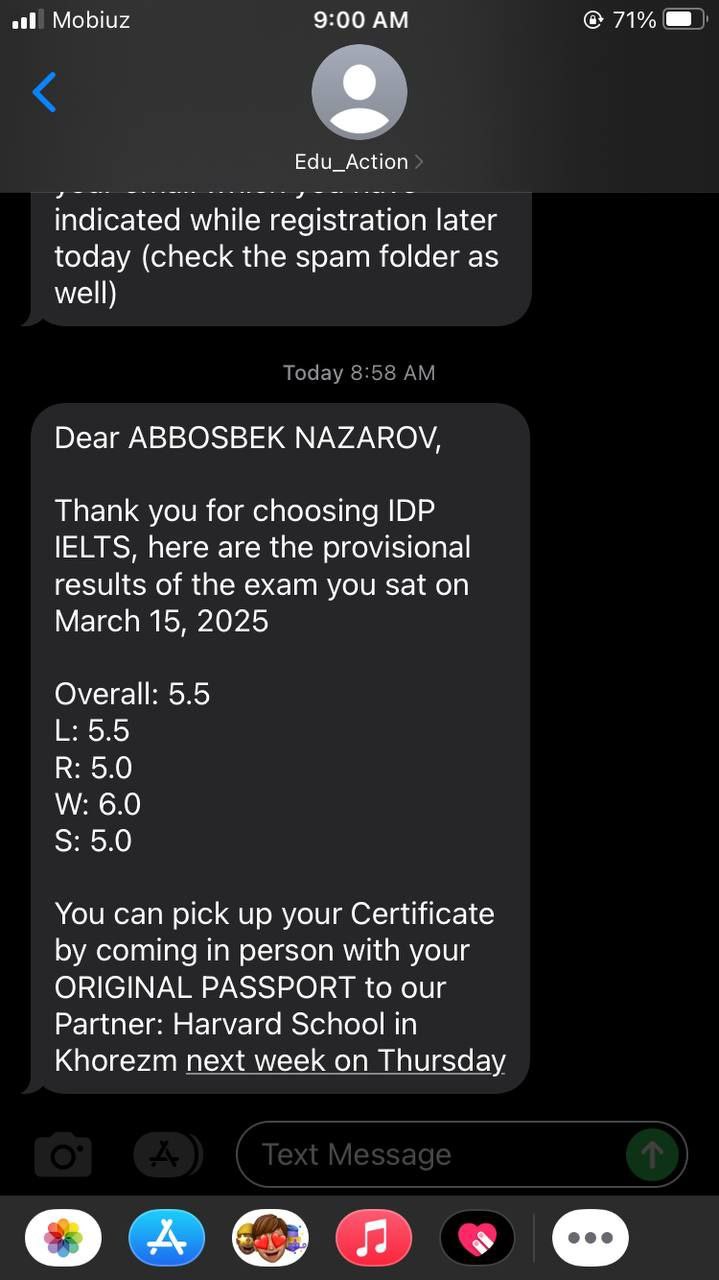 Mobiuz
9:00 AM
71%
Edu_Action
indicated while registration later
today (check the spam folder as
well)
Today 8:58 AM
Dear ABBOSBEK NAZAROV,
Thank you for choosing IDP
IELTS, here are the provisional
results of the exam you sat on
March 15, 2025
Overall: 5.5
L: 5.5
R: 5.0
W: 6.0
S: 5.0
You can pick up your Certificate
by coming in person with your
ORIGINAL PASSPORT to our
Partner: Harvard School in
Khorezm next week on Thursday
Text Message